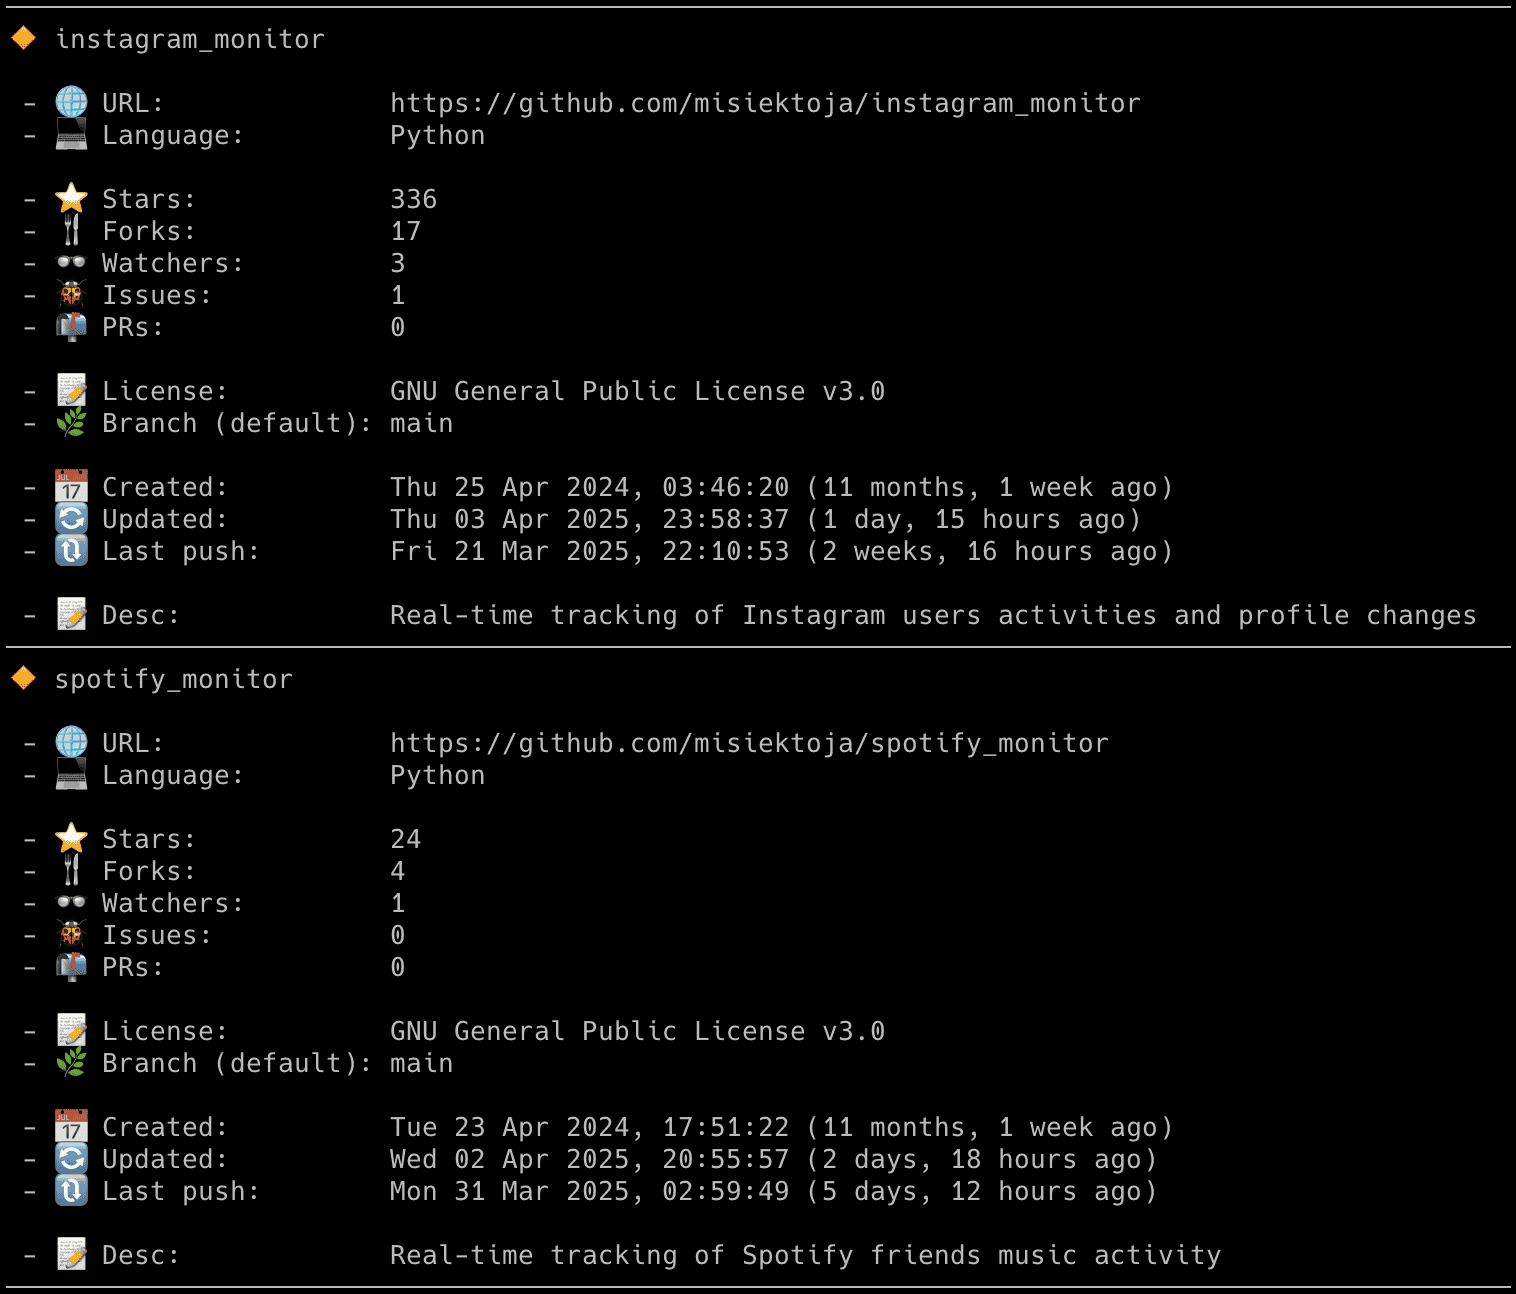 instagram_monitor
- URL: https://github.com/misiektoja/instagram_monitor
- Language: Python
- Stars: 336
- Forks: 17
- Watchers: 3
- Issues: 1
- PRs: 0
- License: GNU General Public License v3.0
- Branch (default): main
- Created: Thu 25 Apr 2024, 03:46:20 (11 months, 1 week ago)
- Updated: Thu 03 Apr 2025, 23:58:37 (1 day, 15 hours ago)
- Last push: Fri 21 Mar 2025, 22:10:53 (2 weeks, 16 hours ago)
- Desc: Real-time tracking of Instagram users activities and profile changes
spotify_monitor
- URL: https://github.com/misiektoja/spotify_monitor
- Language: Python
- Stars: 24
- Forks: 4
- Watchers: 1
- Issues: 0
- PRs: 0
- License: GNU General Public License v3.0
- Branch (default): main
- Created: Tue 23 Apr 2024, 17:51:22 (11 months, 1 week ago)
- Updated: Wed 02 Apr 2025, 20:55:57 (2 days, 18 hours ago)
- Last push: Mon 31 Mar 2025, 02:59:49 (5 days, 12 hours ago)
- Desc: Real-time tracking of Spotify friends music activity